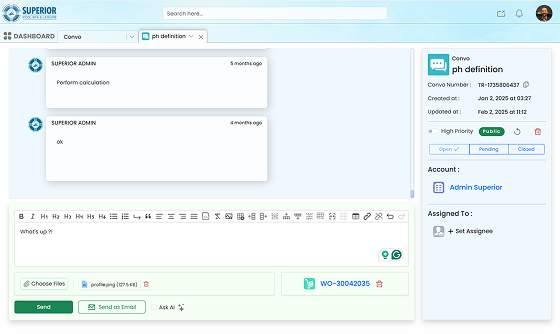 SUPERIOR
POOL, SPA & LEISURE
Search here...
DASHBOARD
Convo
ph definition
SUPERIOR ADMIN
5 months ago
Perform calculation
SUPERIOR ADMIN
4 months ago
ok
B I H1 H2 H3 H4 H5 H6
What's up ?!
Choose Files
profile.png (127.5 KB)
WO-30042035
Send
Send as Email
Ask AI
Convo
ph definition
Convo Number : TR-1735806437
Created at : Jan 2, 2025 at 03:27
Updated at : Feb 2, 2025 at 11:12
High Priority
Public
Open
Pending
Closed
Account :
Admin Superior
Assigned To :
+ Set Assignee